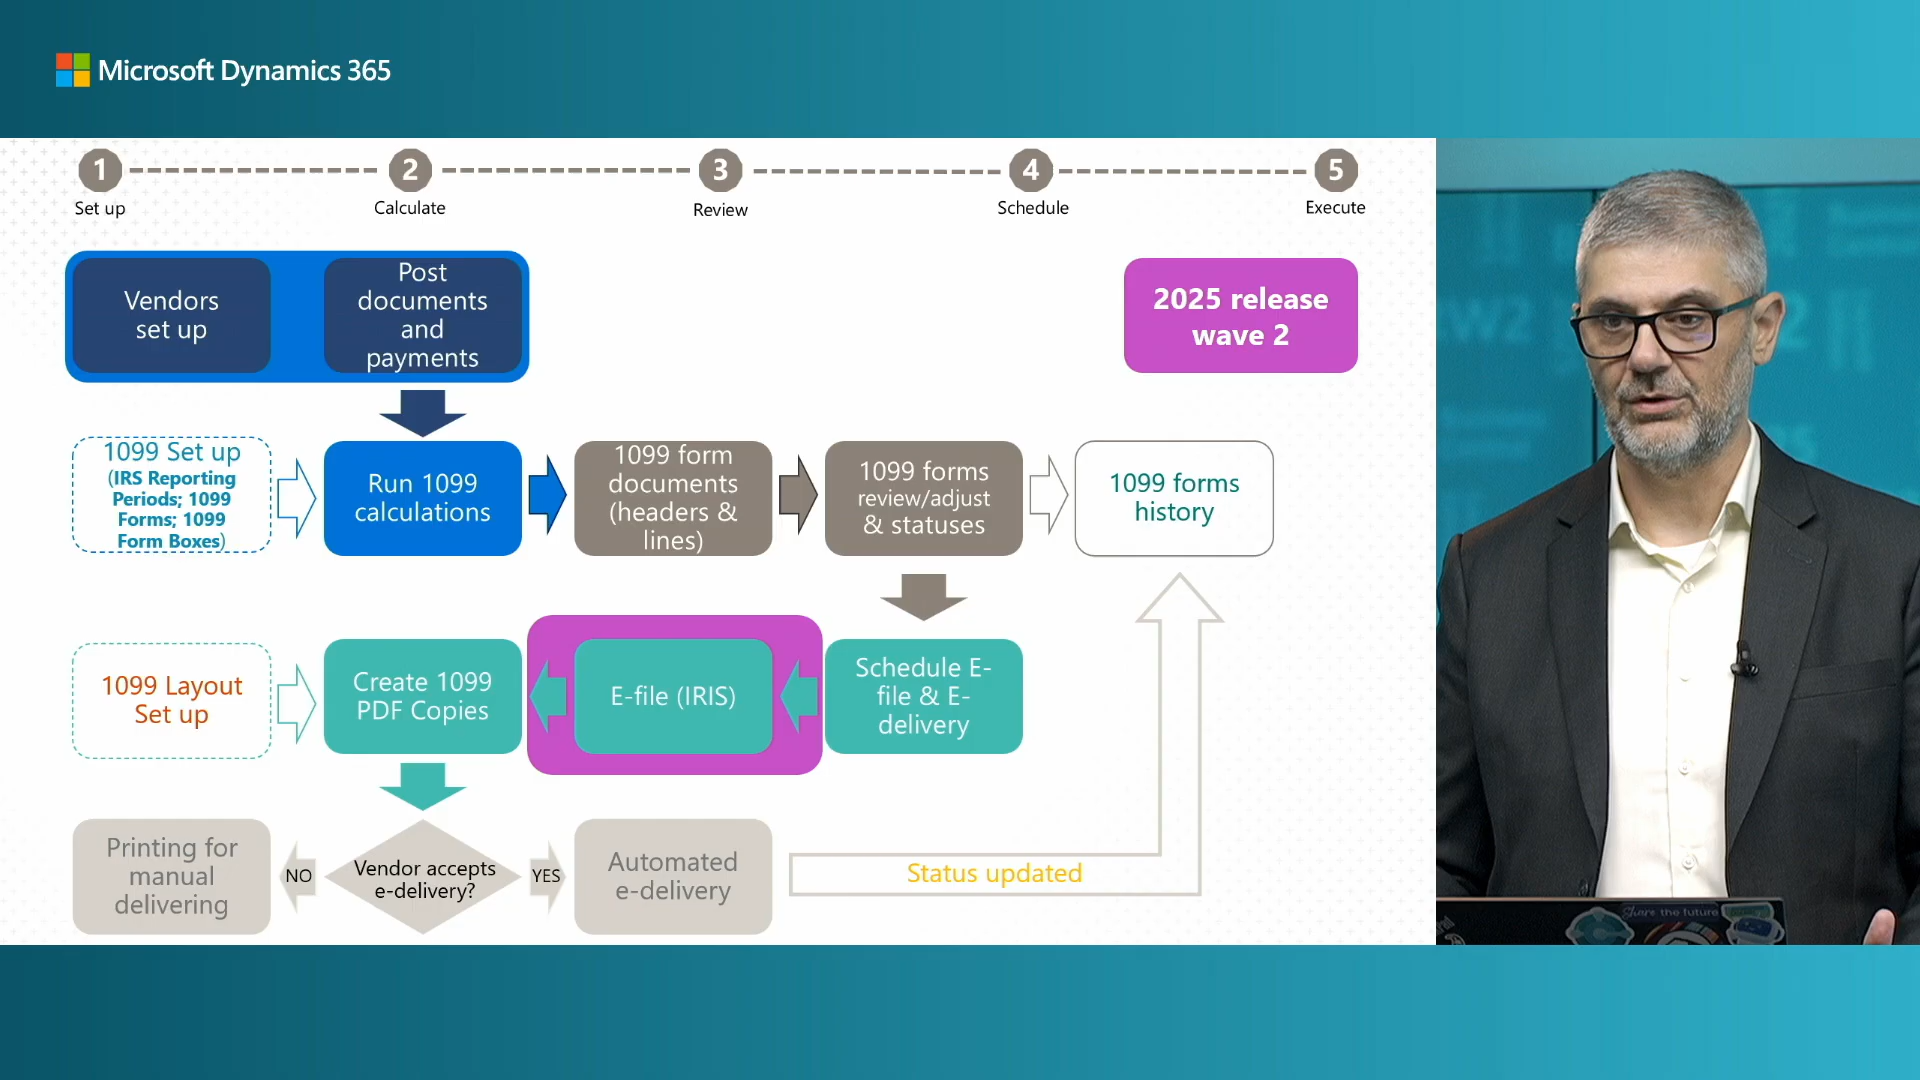 Microsoft Dynamics 365
1
2
3
4
5
Set up
Calculate
Review
Schedule
Execute
Vendors
set up
Post
documents
and
payments
2025 release
wave 2
1099 Set up
(IRS Reporting
Periods; 1099
Forms; 1099
Form Boxes)
Run 1099
calculations
1099 form
documents
(headers &
lines)
1099 forms
review/adjust
& statuses
1099 forms
history
1099 Layout
Set up
Create 1099
PDF Copies
E-file (IRIS)
Schedule E-
file & E-
delivery
Printing for
manual
delivering
NO
Vendor accepts
e-delivery?
YES
Automated
e-delivery
Status updated
Share the future